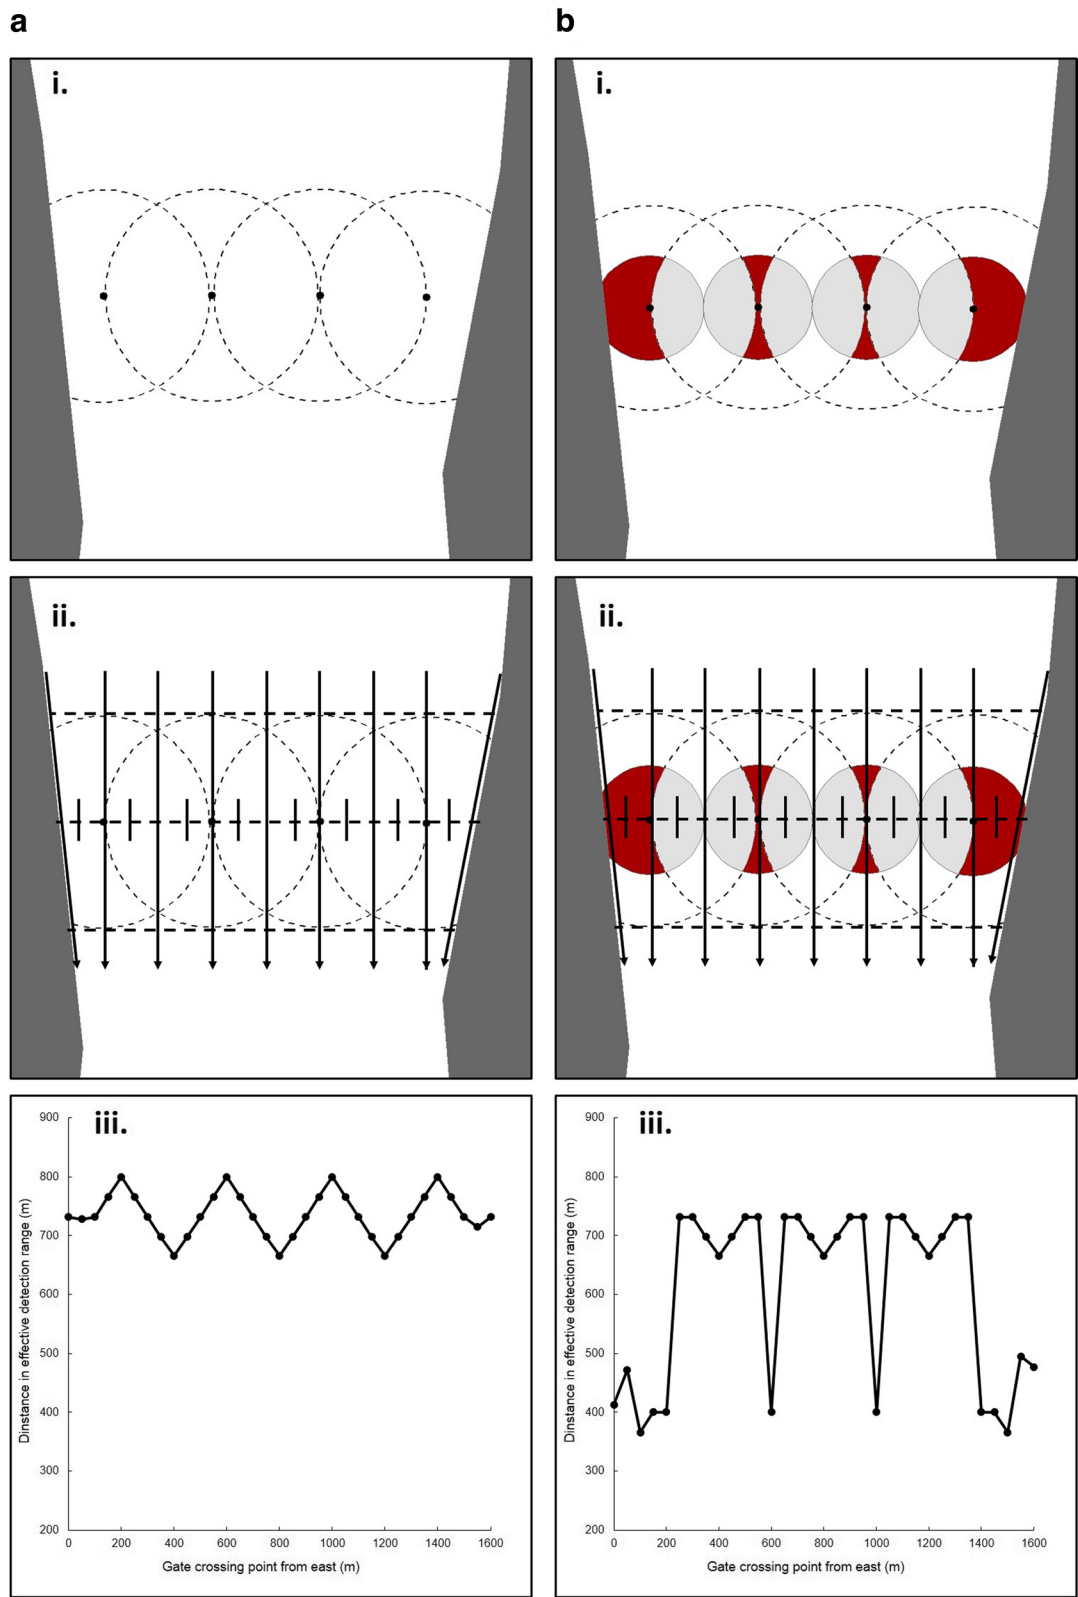 a
b
i.
i.
ii.
ii.
iii.
900
800
700
600
500
400
300
200
Dinstance in effective detection range (m)
0 200 400 600 800 1000 1200 1400 1600
Gate crossing point from east (m)
iii.
900
800
700
600
500
400
300
200
Dinstance in effective detection range (m)
0 200 400 600 800 1000 1200 1400 1600
Gate crossing point from east (m)